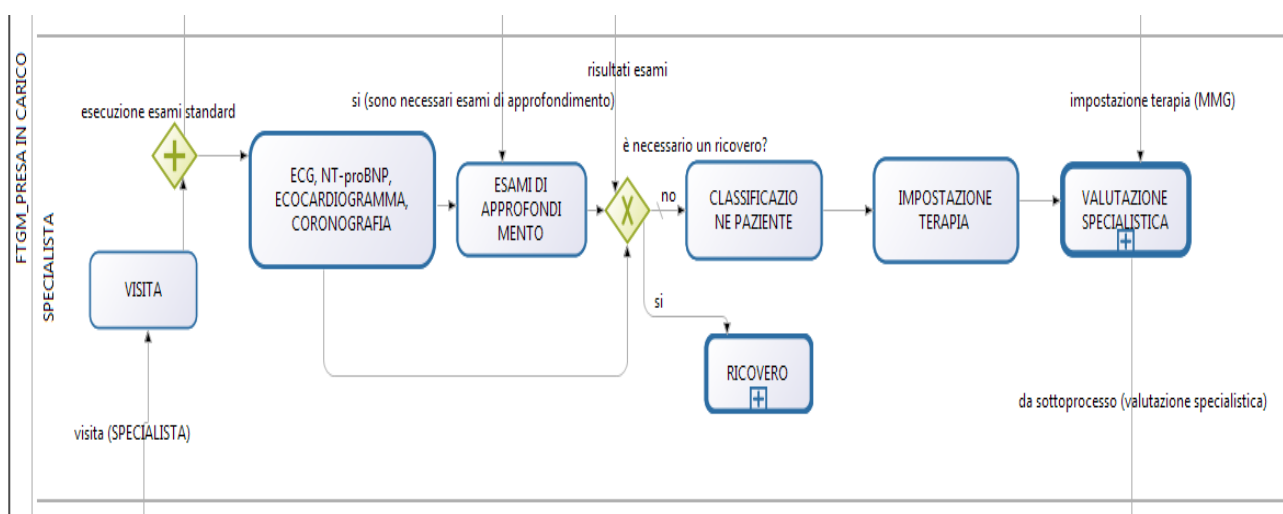 FTGM_PRESA IN CARICO
SPECIALISTA
esecuzione esami standard
si (sono necessari esami di approfondimento)
risultati esami
impostazione terapia (MMG)
è necessario un ricovero?
ECG, NT-proBNP,
ECOCARDIOGRAMMA,
CORONOGRAFIA
ESAMI DI
APPROFONDI
MENTO
no
CLASSIFICAZIO
NE PAZIENTE
IMPOSTAZIONE
TERAPIA
VALUTAZIONE
SPECIALISTICA
VISITA
si
RICOVERO
visita (SPECIALISTA)
da sottoprocesso (valutazione specialistica)